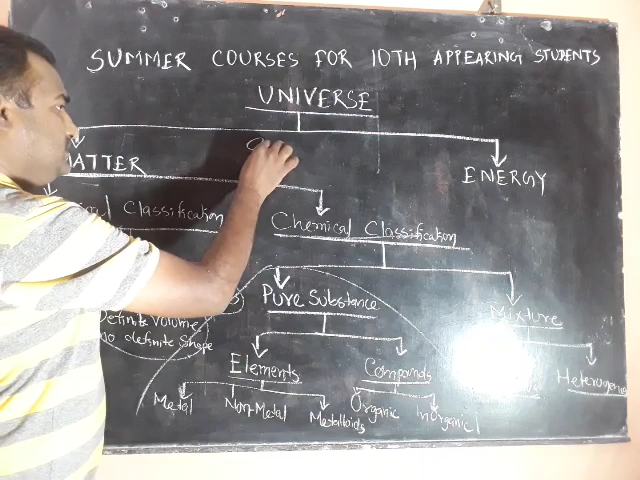 SUMMER COURSES FOR 10TH APPEARING STUDENTS
UNIVERSE
MATTER
ENERGY
Classification
Chemical Classification
Pure Substance
Mixture
Definite Volume
no definite shape
Elements
Compounds
Metal
Non-Metal
Metalloids
Organic
InOrganic